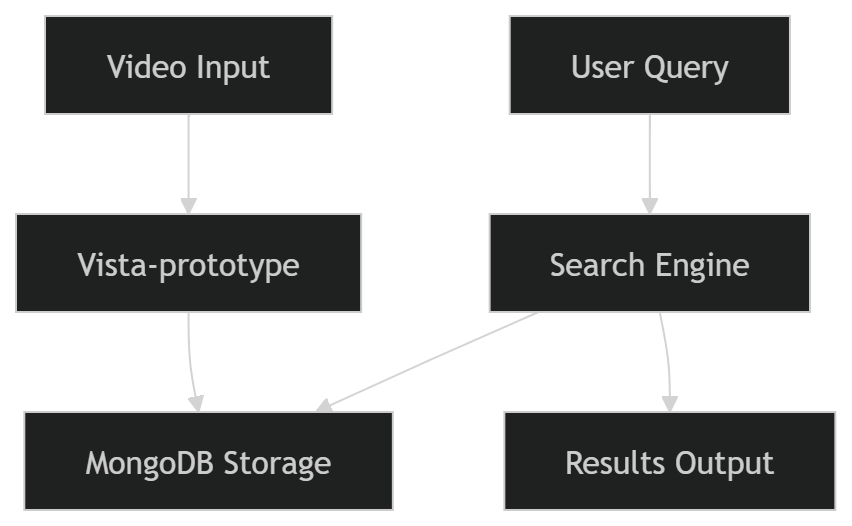 Video Input
User Query
Vista-prototype
Search Engine
MongoDB Storage
Results Output